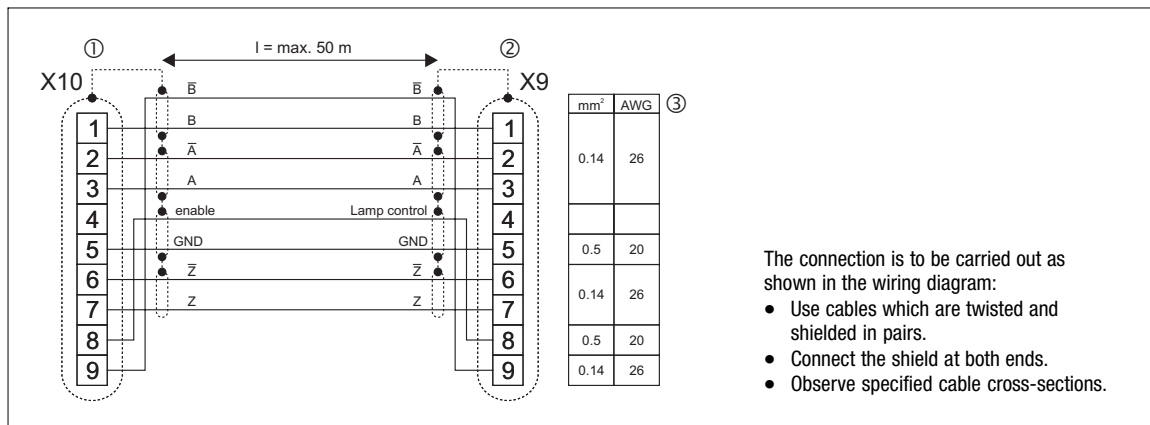 ① l = max. 50 m ②
X10 X9
B̅ B̅
B B
A̅ A̅
A A
enable Lamp control
GND GND
Z̅ Z̅
Z Z
1 1
2 2
3 3
4 4
5 5
6 6
7 7
8 8
9 9
mm² AWG ③
0.14 26
0.5 20
0.14 26
0.5 20
0.14 26
The connection is to be carried out as
shown in the wiring diagram:
● Use cables which are twisted and
shielded in pairs.
● Connect the shield at both ends.
● Observe specified cable cross-sections.